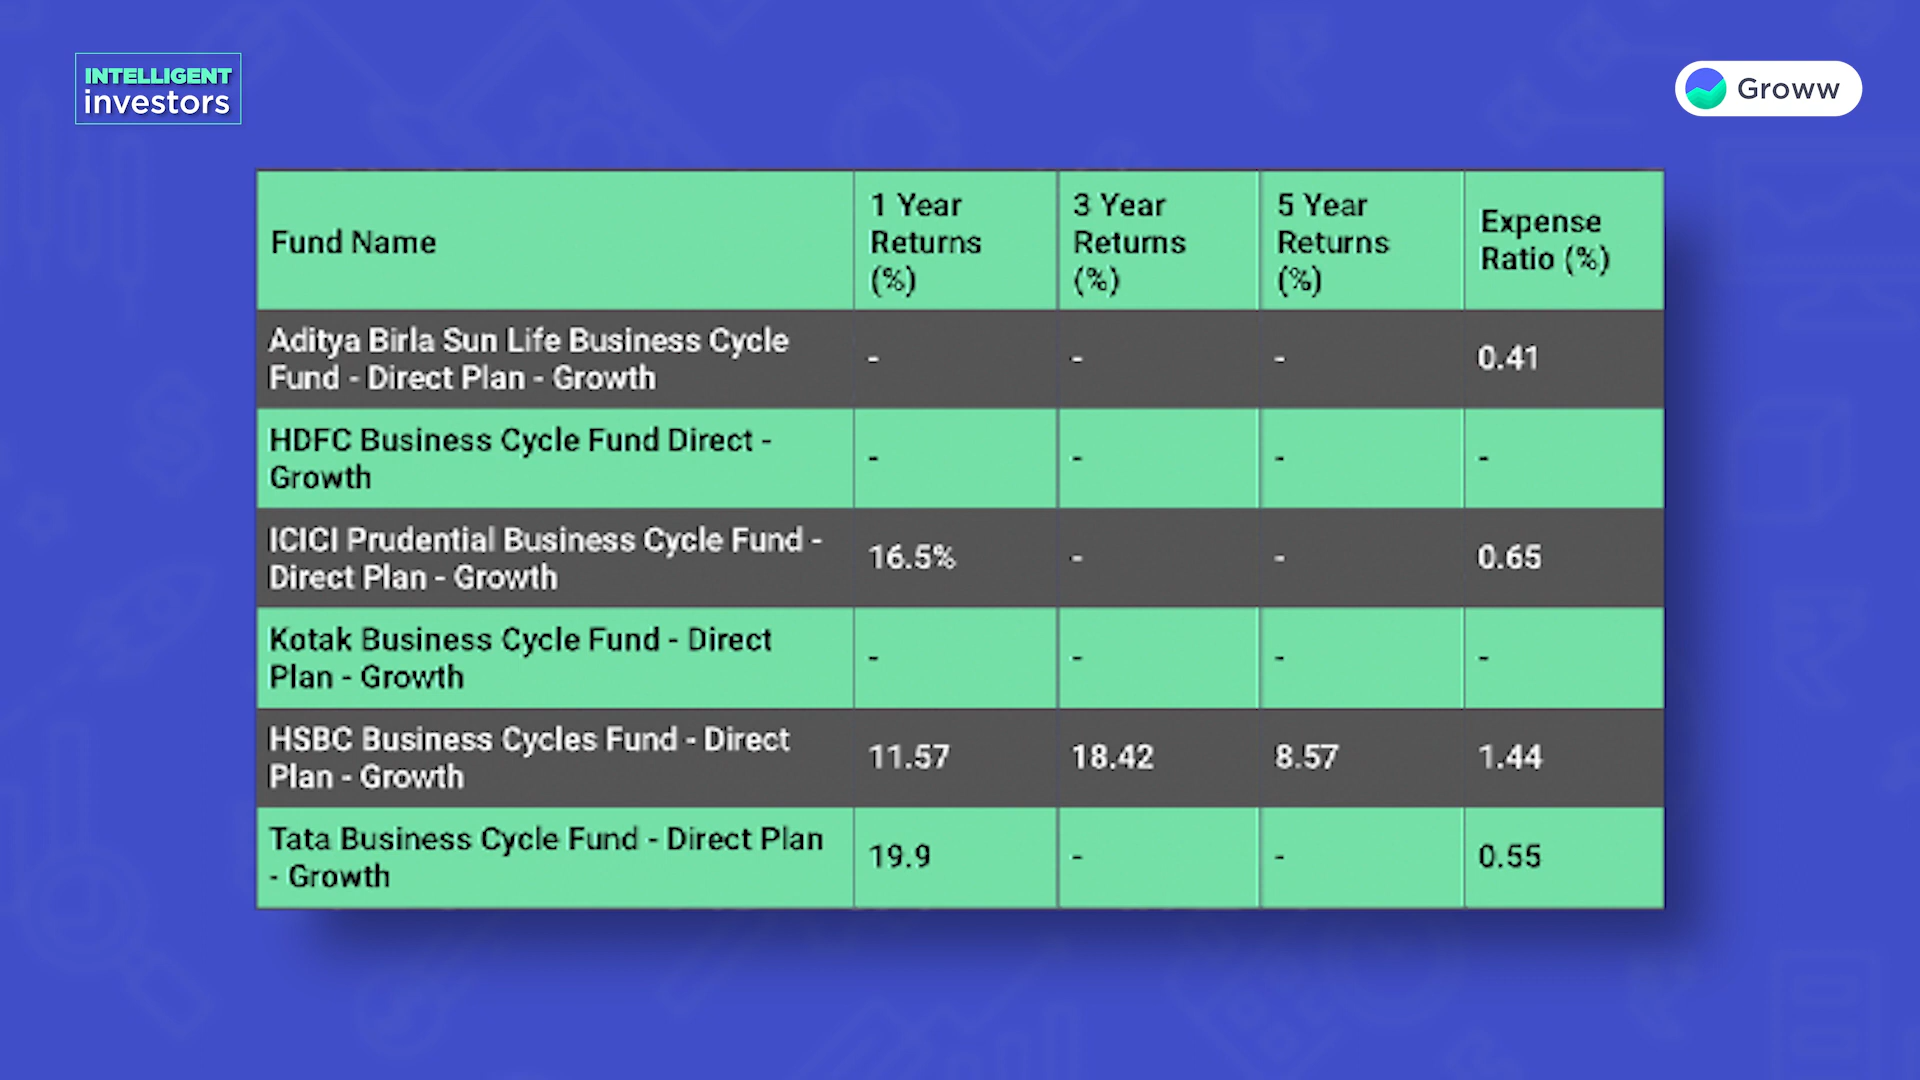 INTELLIGENT
investors
Groww
Fund Name
1 Year
Returns
(%)
3 Year
Returns
(%)
5 Year
Returns
(%)
Expense
Ratio (%)
Aditya Birla Sun Life Business Cycle
Fund - Direct Plan - Growth
-
-
-
0.41
HDFC Business Cycle Fund Direct -
Growth
-
-
-
-
ICICI Prudential Business Cycle Fund -
Direct Plan - Growth
16.5%
-
-
0.65
Kotak Business Cycle Fund - Direct
Plan - Growth
-
-
-
-
HSBC Business Cycles Fund - Direct
Plan - Growth
11.57
18.42
8.57
1.44
Tata Business Cycle Fund - Direct Plan
- Growth
19.9
-
-
0.55